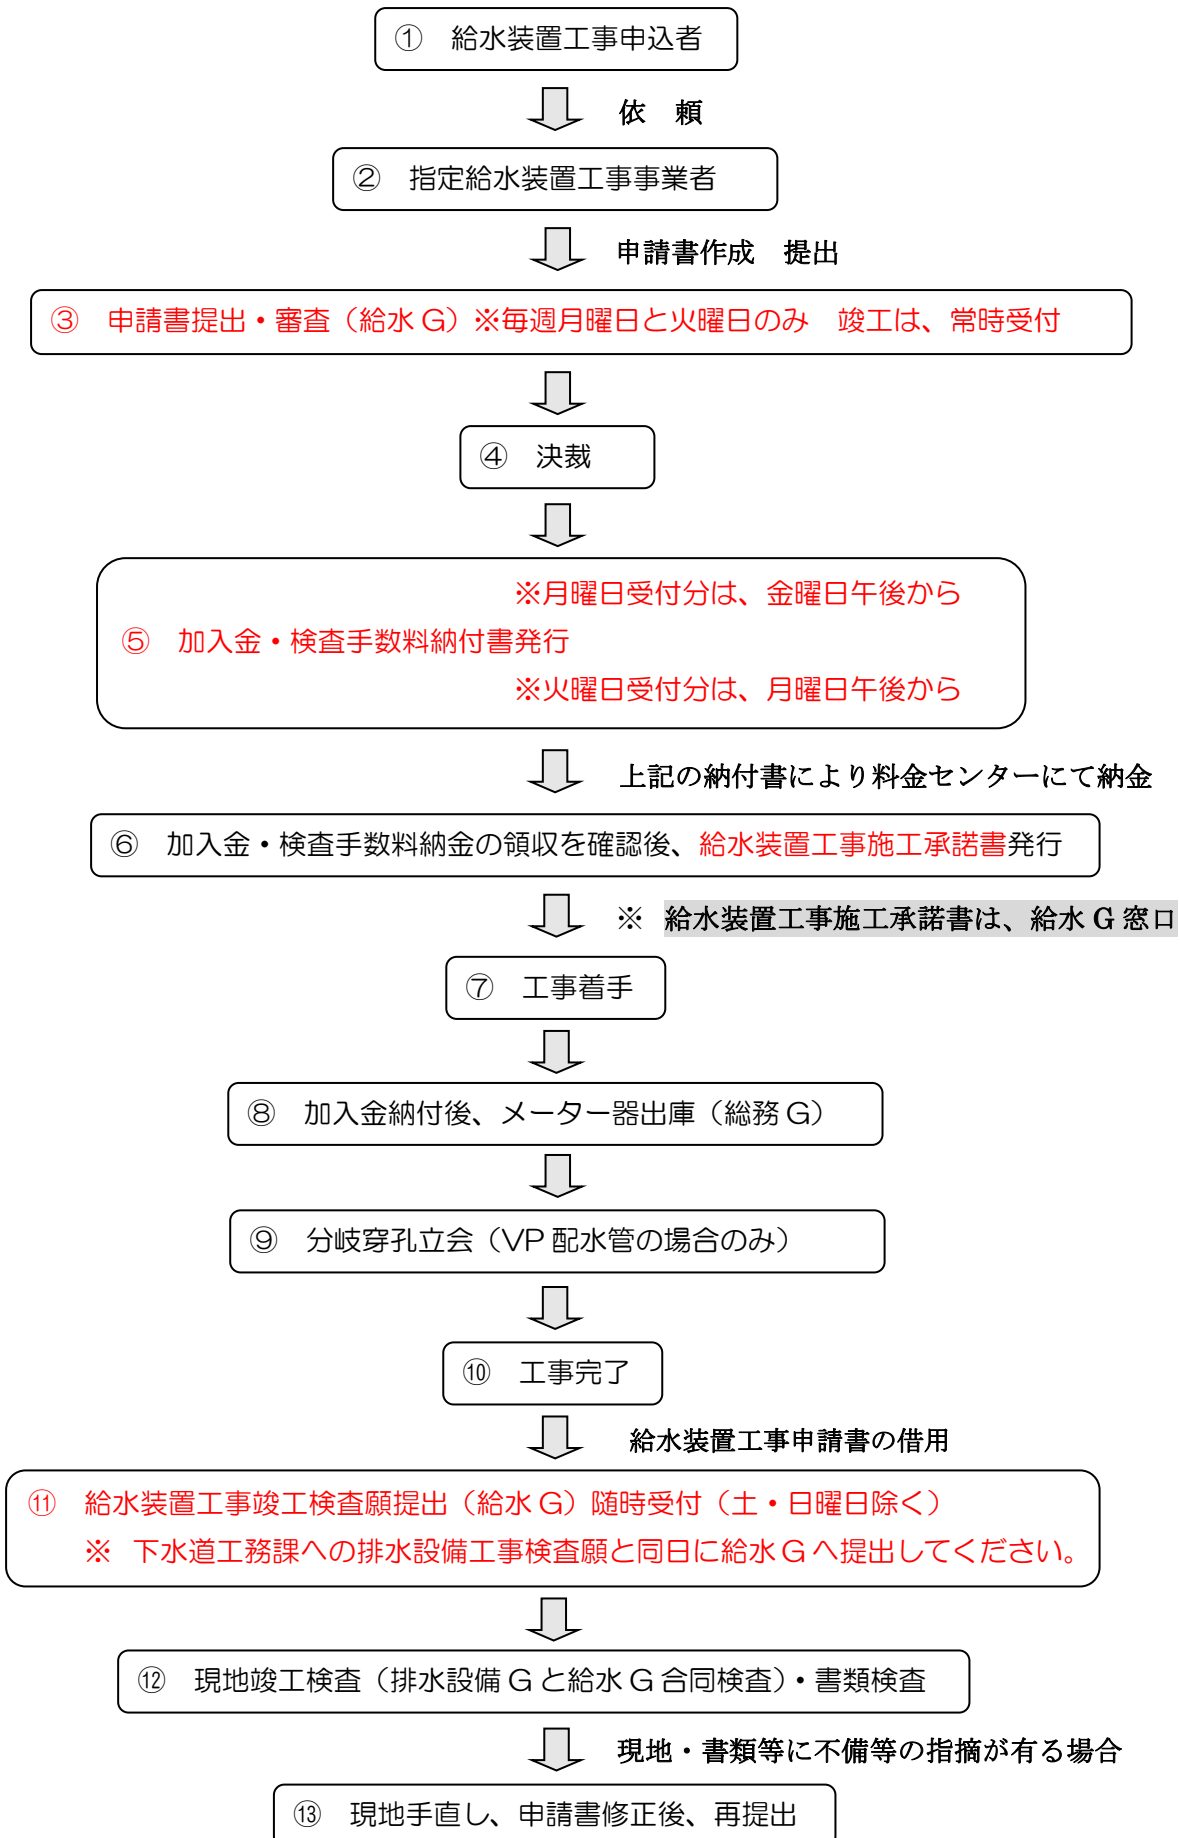 ① 給水装置工事申込者
依 頼
② 指定給水装置工事事業者
申請書作成 提出
③ 申請書提出・審査（給水G）※毎週月曜日と火曜日のみ 竣工は、常時受付
④ 決裁
※月曜日受付分は、金曜日午後から
⑤ 加入金・検査手数料納付書発行
※火曜日受付分は、月曜日午後から
上記の納付書により料金センターにて納金
⑥ 加入金・検査手数料納金の領収を確認後、給水装置工事施工承諾書発行
※ 給水装置工事施工承諾書は、給水G窓口
⑦ 工事着手
⑧ 加入金納付後、メーター器出庫（総務G）
⑨ 分岐穿孔立会（VP配水管の場合のみ）
⑩ 工事完了
給水装置工事申請書の借用
⑪ 給水装置工事竣工検査願提出（給水G）随時受付（土・日曜日除く）
※ 下水道工務課への排水設備工事検査願と同日に給水Gへ提出してください。
⑫ 現地竣工検査（排水設備Gと給水G合同検査）・書類検査
現地・書類等に不備等の指摘が有る場合
⑬ 現地手直し、申請書修正後、再提出